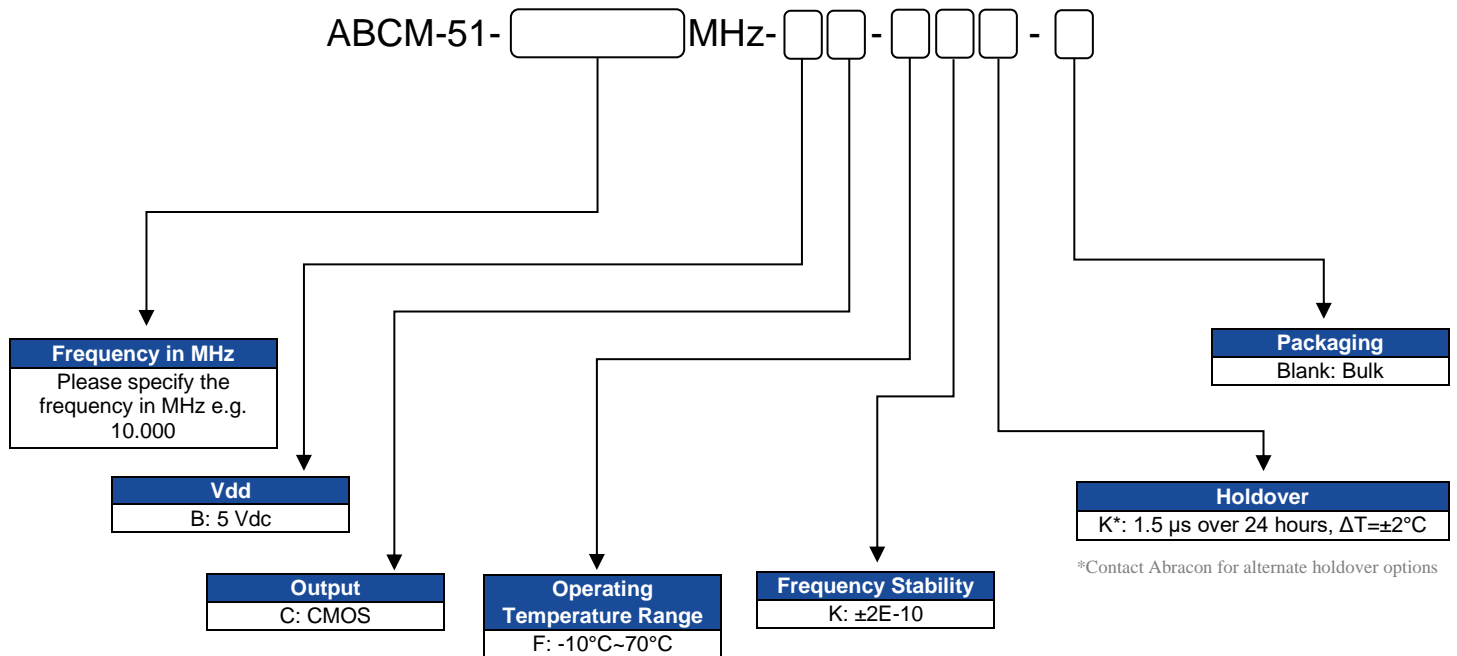 ABCM-51- MHz- - -
Frequency in MHz
Please specify the
frequency in MHz e.g.
10.000
Packaging
Blank: Bulk
Vdd
B: 5 Vdc
Holdover
K*: 1.5 µs over 24 hours, ΔT=±2°C
*Contact Abracon for alternate holdover options
Output
C: CMOS
Operating
Temperature Range
F: -10°C~70°C
Frequency Stability
K: ±2E-10